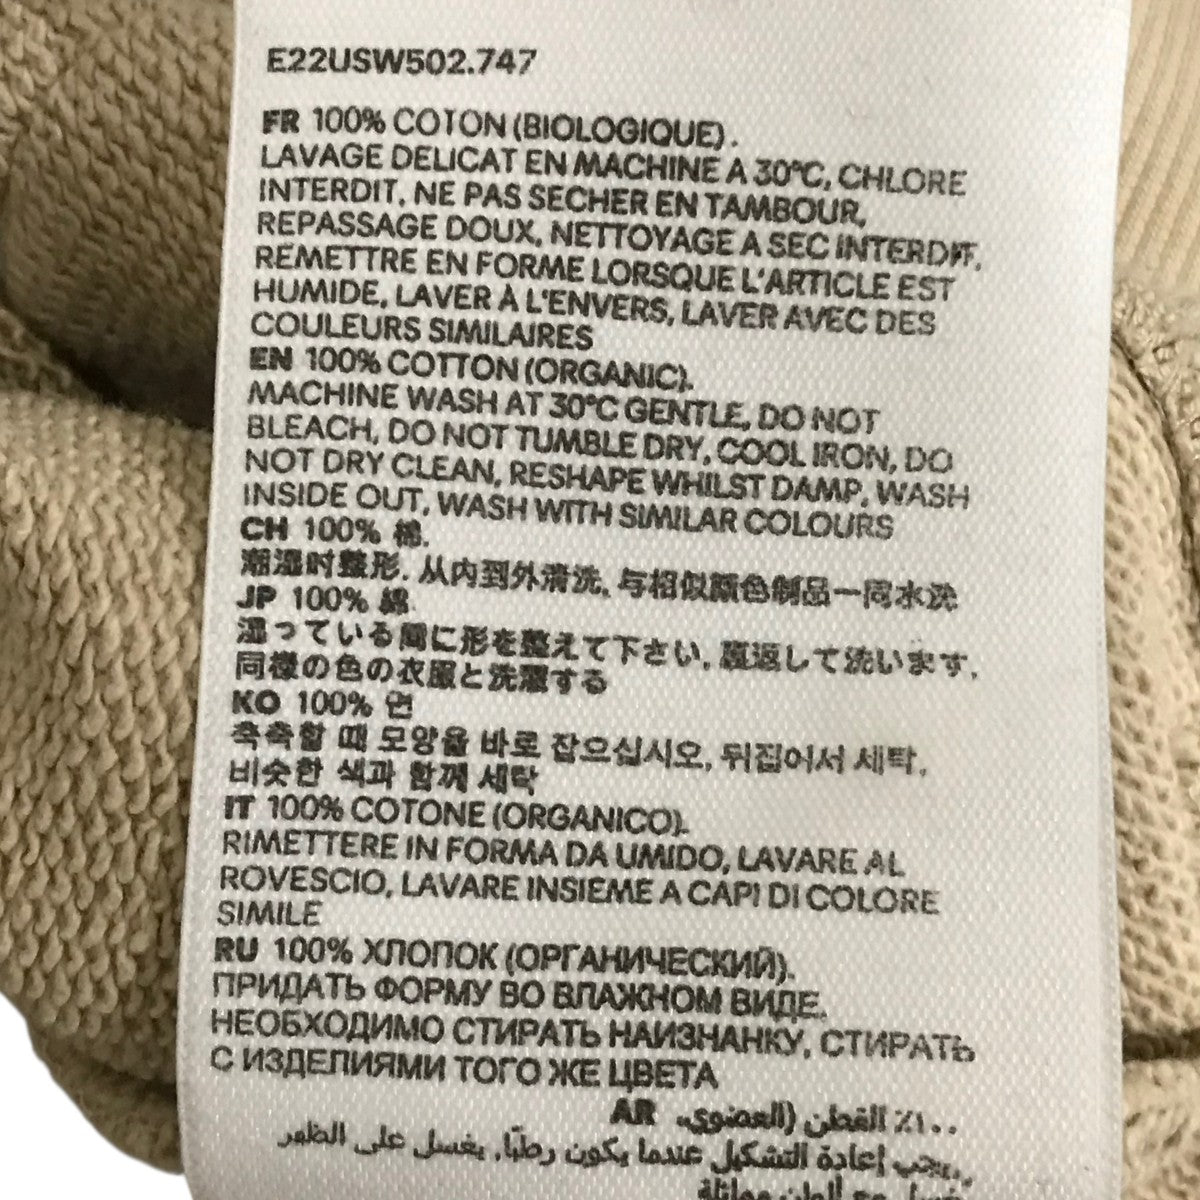 E22USW502.747
FR 100% COTON (BIOLOGIQUE).
LAVAGE DELICAT EN MACHINE A 30°C, CHLORE
INTERDIT, NE PAS SECHER EN TAMBOUR,
REPASSAGE DOUX, NETTOYAGE A SEC INTERDIT,
REMETTRE EN FORME LORSQUE L'ARTICLE EST
HUMIDE, LAVER À L'ENVERS, LAVER AVEC DES
COULEURS SIMILAIRES
EN 100% COTTON (ORGANIC).
MACHINE WASH AT 30°C GENTLE, DO NOT
BLEACH, DO NOT TUMBLE DRY, COOL IRON, DO
NOT DRY CLEAN, RESHAPE WHILST DAMP, WASH
INSIDE OUT, WASH WITH SIMILAR COLOURS
CH 100% 棉.
潮湿时整形. 从内到外清洗, 与相似颜色制品一同水洗
JP 100% 綿.
湿っている間に形を整えて下さい, 裏返して洗います,
同様の色の衣服と洗濯する
KO 100% 면
축축할 때 모양을 바로 잡으십시오, 뒤집어서 세탁,
비슷한 색과 함께 세탁
IT 100% COTONE (ORGANICO).
RIMETTERE IN FORMA DA UMIDO, LAVARE AL
ROVESCIO, LAVARE INSIEME A CAPI DI COLORE
SIMILE
RU 100% ХЛОПОК (ОРГАНИЧЕСКИЙ).
ПРИДАТЬ ФОРМУ ВО ВЛАЖНОМ ВИДЕ,
НЕОБХОДИМО СТИРАТЬ НАИЗНАНКУ, СТИРАТЬ
С ИЗДЕЛИЯМИ ТОГО ЖЕ ЦВЕТА
AR ١٠٠٪ القطن (العضوي).
يجب إعادة التشكيل عندما يكون رطبًا, يغسل على الظهر